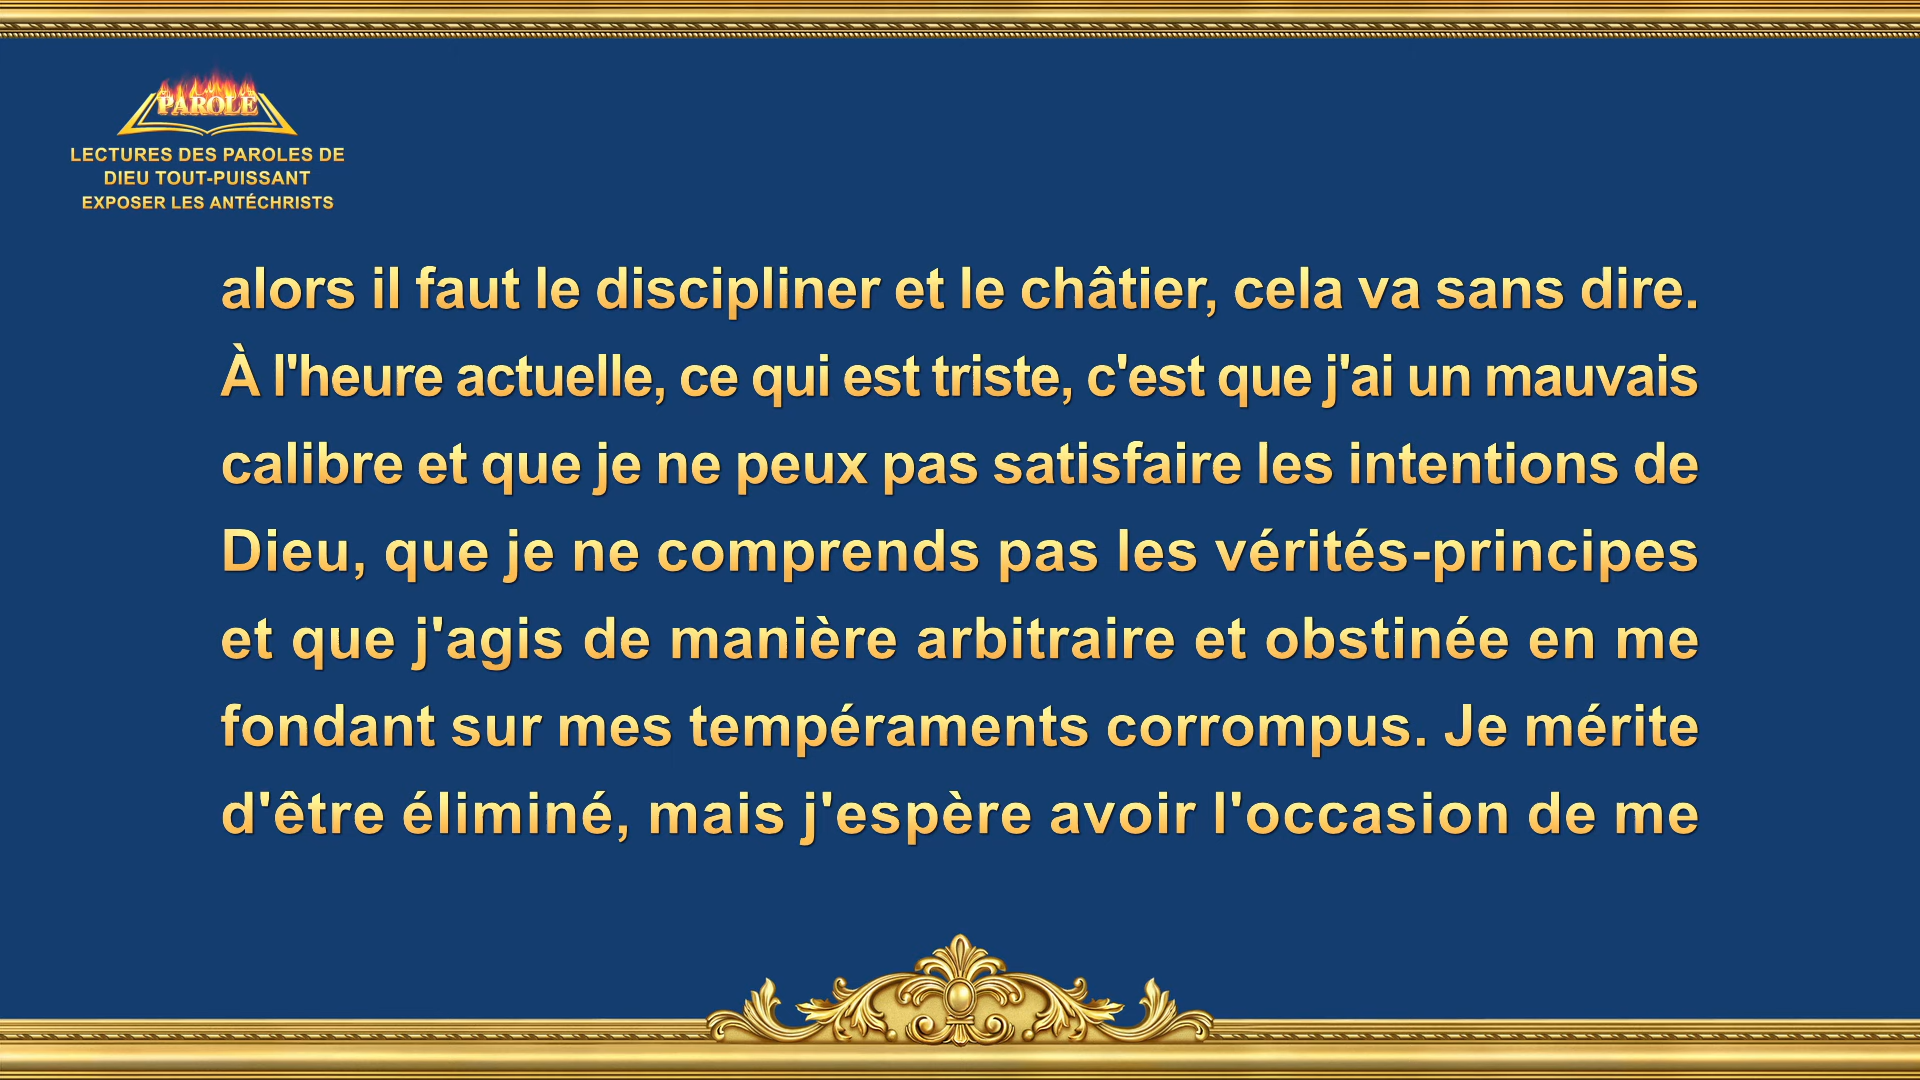 PAROLE
LECTURES DES PAROLES DE
DIEU TOUT-PUISSANT
EXPOSER LES ANTÉCHRISTS
alors il faut le discipliner et le châtier, cela va sans dire.
À l'heure actuelle, ce qui est triste, c'est que j'ai un mauvais
calibre et que je ne peux pas satisfaire les intentions de
Dieu, que je ne comprends pas les vérités-principes
et que j'agis de manière arbitraire et obstinée en me
fondant sur mes tempéraments corrompus. Je mérite
d'être éliminé, mais j'espère avoir l'occasion de me